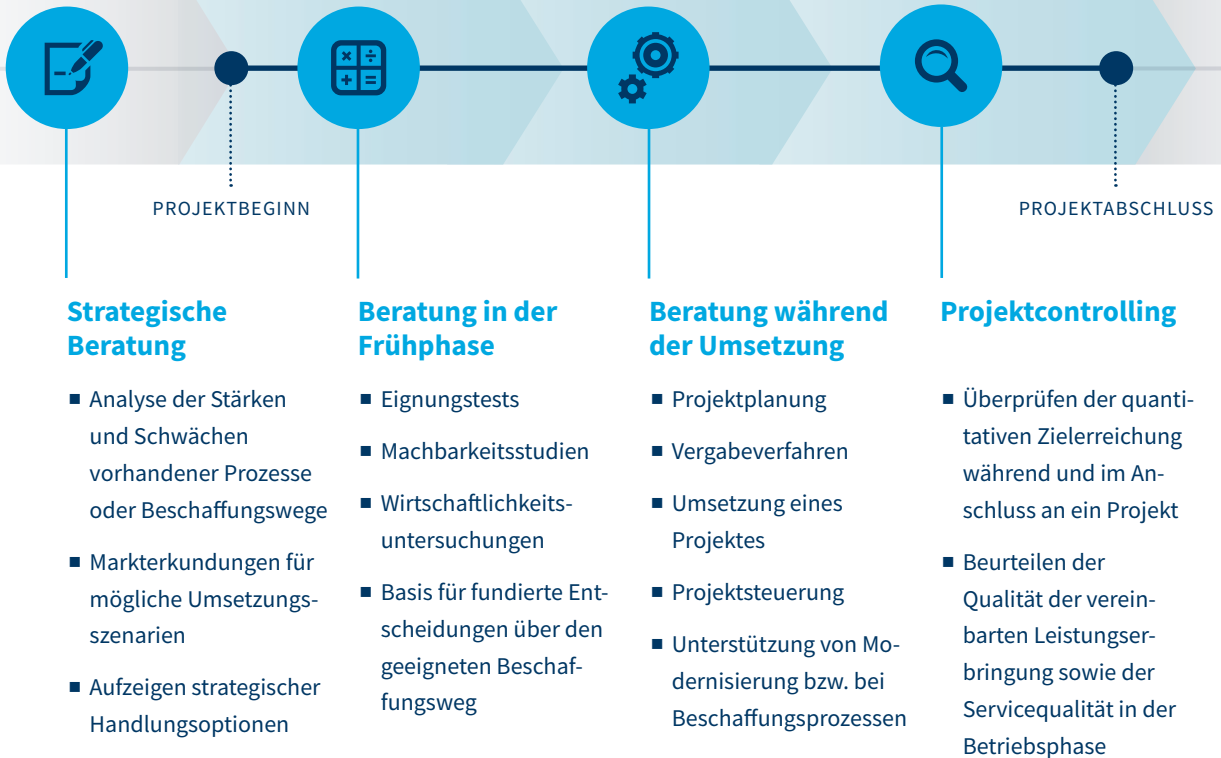 PROJEKTBEGINN
PROJEKTABSCHLUSS
Strategische
Beratung
■ Analyse der Stärken
und Schwächen
vorhandener Prozesse
oder Beschaffungswege
■ Markterkundungen für
mögliche Umsetzungs-
szenarien
■ Aufzeigen strategischer
Handlungsoptionen
Beratung in der
Frühphase
■ Eignungstests
■ Machbarkeitsstudien
■ Wirtschaftlichkeits-
untersuchungen
■ Basis für fundierte Ent-
scheidungen über den
geeigneten Beschaf-
fungsweg
Beratung während
der Umsetzung
■ Projektplanung
■ Vergabeverfahren
■ Umsetzung eines
Projektes
■ Projektsteuerung
■ Unterstützung von Mo-
dernisierung bzw. bei
Beschaffungsprozessen
Projektcontrolling
■ Überprüfen der quanti-
tativen Zielerreichung
während und im An-
schluss an ein Projekt
■ Beurteilen der
Qualität der verein-
barten Leistungser-
bringung sowie der
Servicequalität in der
Betriebsphase